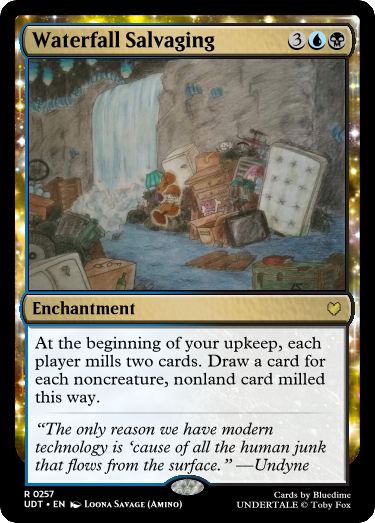 Waterfall Salvaging 3
Enchantment
At the beginning of your upkeep, each
player mills two cards. Draw a card for
each noncreature, nonland card milled
this way.
“The only reason we have modern
technology is ‘cause of all the human junk
that flows from the surface.” —Undyne
R 0257
UDT • EN Loona Savage (Amino)
Cards by Bluedime
UNDERTALE © Toby Fox